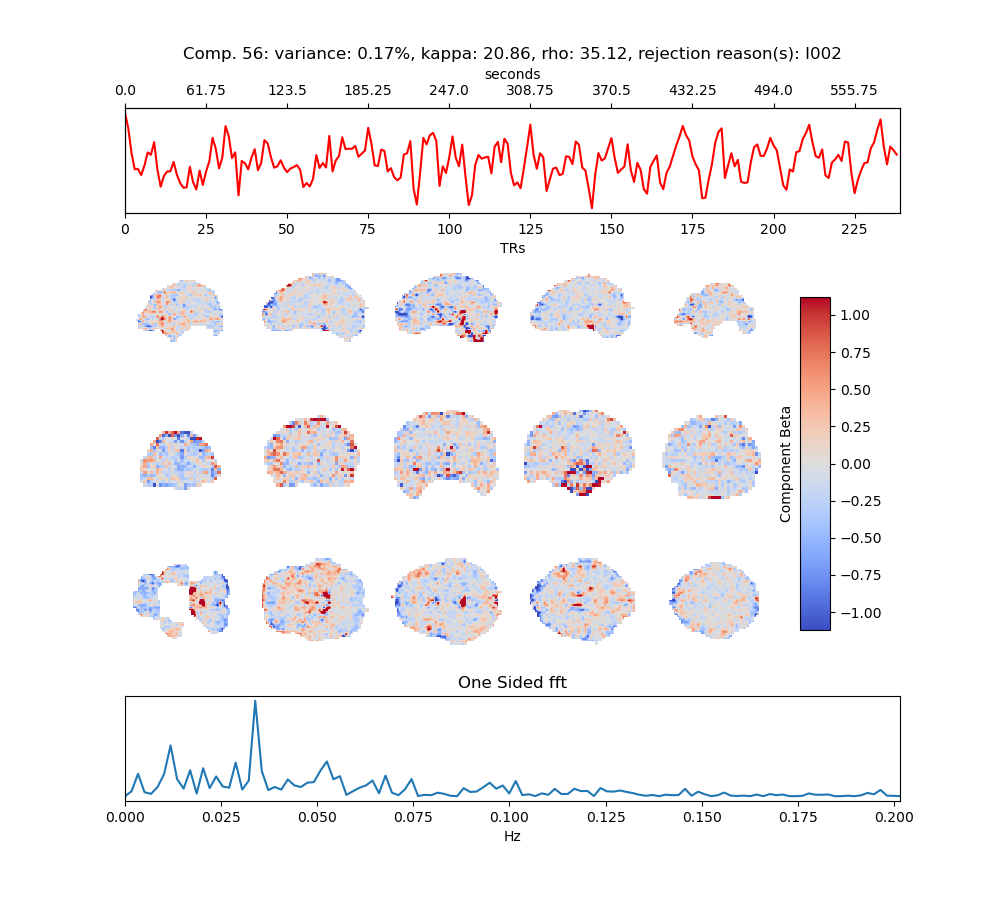 Comp. 56: variance: 0.17%, kappa: 20.86, rho: 35.12, rejection reason(s): I002
seconds
0.0 61.75 123.5 185.25 247.0 308.75 370.5 432.25 494.0 555.75
0 25 50 75 100 125 150 175 200 225
TRs
1.00
0.75
0.50
0.25
0.00
−0.25
−0.50
−0.75
−1.00
Component Beta
One Sided fft
0.000 0.025 0.050 0.075 0.100 0.125 0.150 0.175 0.200
Hz